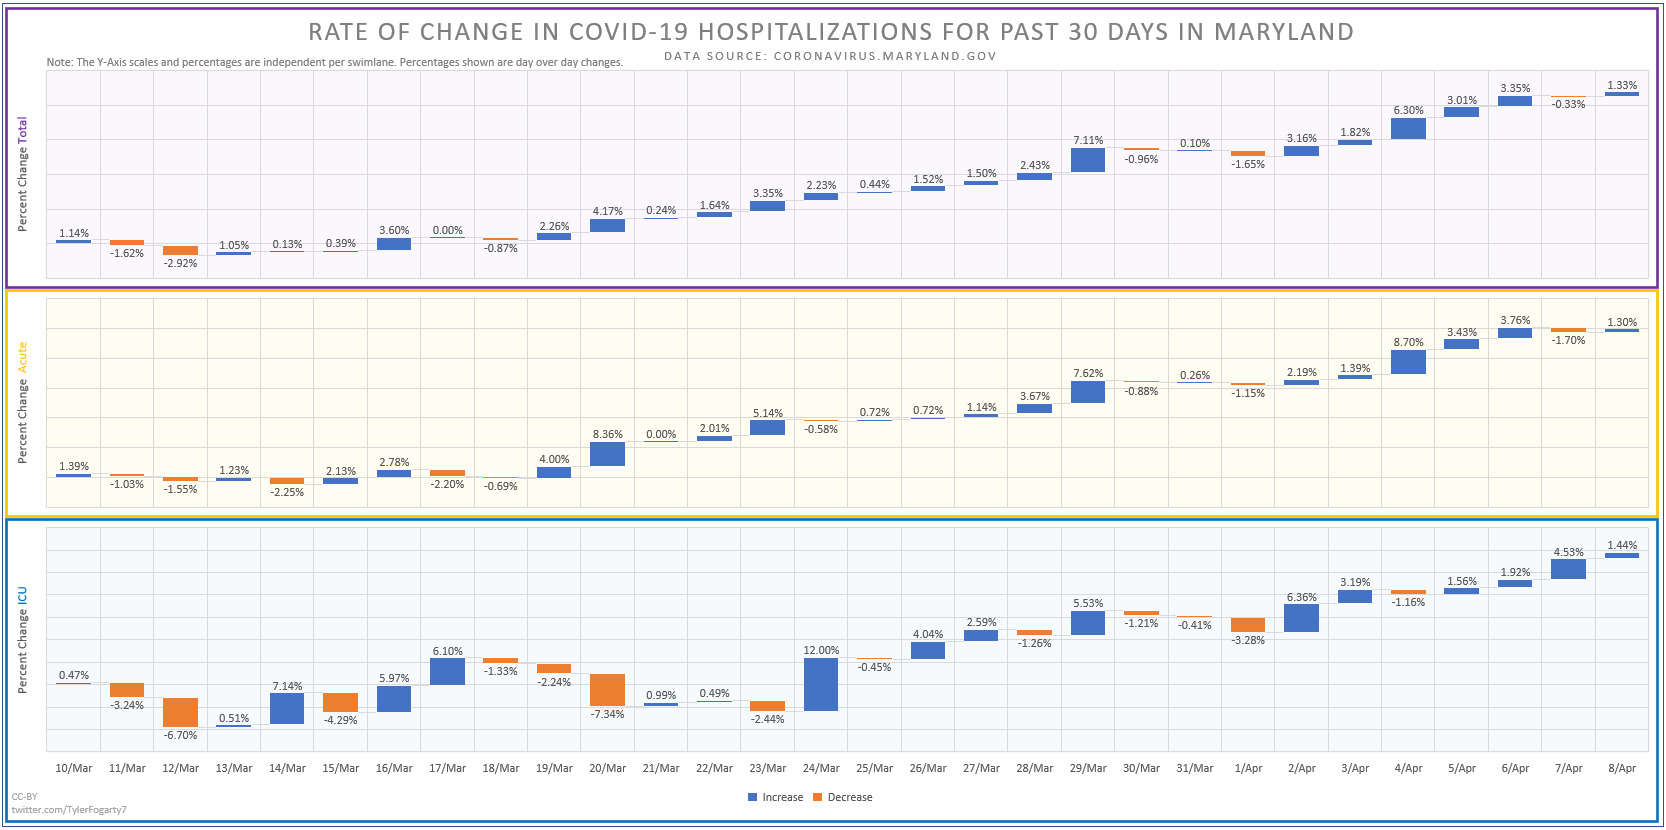 RATE OF CHANGE IN COVID-19 HOSPITALIZATIONS FOR PAST 30 DAYS IN MARYLAND
DATA SOURCE: CORONAVIRUS.MARYLAND.GOV
Note: The Y-Axis scales and percentages are independent per swimlane. Percentages shown are day over day changes.
Percent Change Total
1.14% -1.62% -2.92% 1.05% 0.13% 0.39% 3.60% 0.00% -0.87% 2.26% 4.17% 0.24% 1.64% 3.35% 2.23% 0.44% 1.52% 1.50% 2.43% 7.11% -0.96% 0.10% -1.65% 3.16% 1.82% 6.30% 3.01% 3.35% -0.33% 1.33%
Percent Change Acute
1.39% -1.03% -1.55% 1.23% -2.25% 2.13% 2.78% -2.20% -0.69% 4.00% 8.36% 0.00% 2.01% 5.14% -0.58% 0.72% 0.72% 1.14% 3.67% 7.62% -0.88% 0.26% -1.15% 2.19% 1.39% 8.70% 3.43% 3.76% -1.70% 1.30%
Percent Change ICU
0.47% -3.24% -6.70% 0.51% 7.14% -4.29% 5.97% 6.10% -1.33% -2.24% -7.34% 0.99% 0.49% -2.44% 12.00% -0.45% 4.04% 2.59% -1.26% 5.53% -1.21% -0.41% -3.28% 6.36% 3.19% -1.16% 1.56% 1.92% 4.53% 1.44%
10/Mar 11/Mar 12/Mar 13/Mar 14/Mar 15/Mar 16/Mar 17/Mar 18/Mar 19/Mar 20/Mar 21/Mar 22/Mar 23/Mar 24/Mar 25/Mar 26/Mar 27/Mar 28/Mar 29/Mar 30/Mar 31/Mar 1/Apr 2/Apr 3/Apr 4/Apr 5/Apr 6/Apr 7/Apr 8/Apr
Increase Decrease
CC-BY
twitter.com/TylerFogarty7